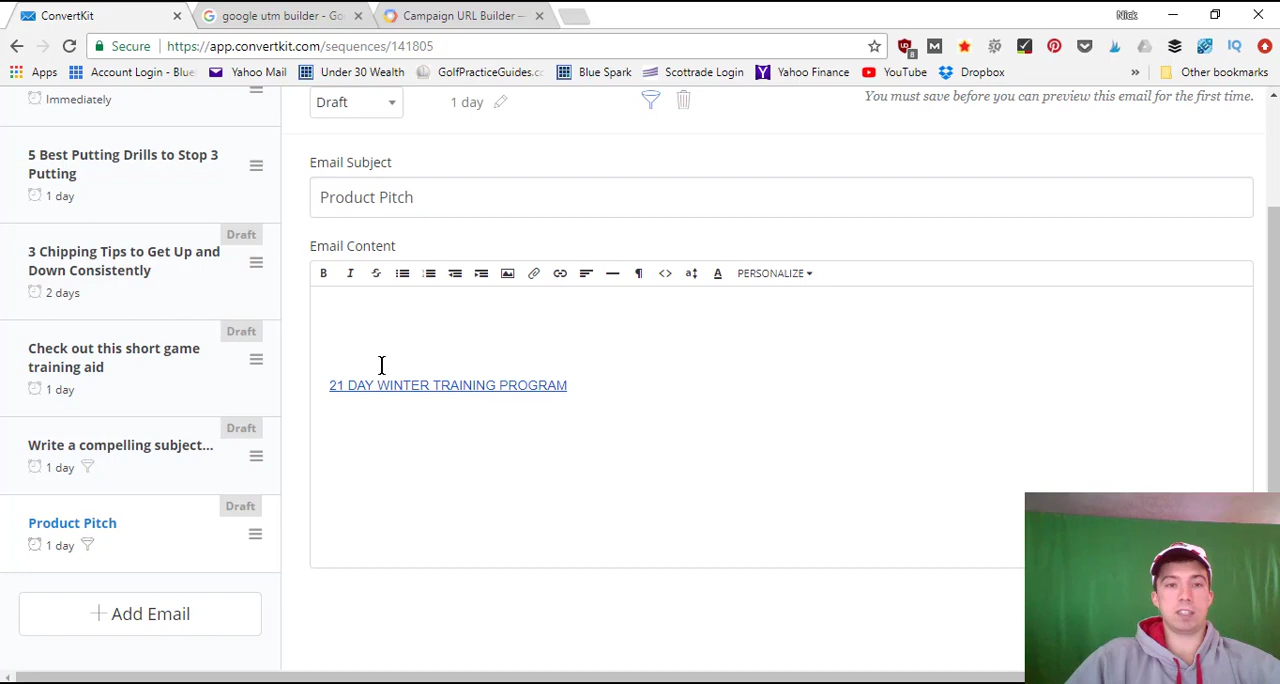 ConvertKit
google utm builder - Go
Campaign URL Builder —
Nick
Secure
https://app.convertkit.com/sequences/141805
Apps
Account Login - Blue
Yahoo Mail
Under 30 Wealth
GolfPracticeGuides.cc
Blue Spark
Scottrade Login
Yahoo Finance
YouTube
Dropbox
»
Other bookmarks
Immediately
Draft
1 day
You must save before you can preview this email for the first time.
5 Best Putting Drills to Stop 3
Putting
1 day
Draft
3 Chipping Tips to Get Up and
Down Consistently
2 days
Draft
Check out this short game
training aid
1 day
Draft
Write a compelling subject...
1 day
Draft
Product Pitch
1 day
Add Email
Email Subject
Product Pitch
Email Content
PERSONALIZE
21 DAY WINTER TRAINING PROGRAM